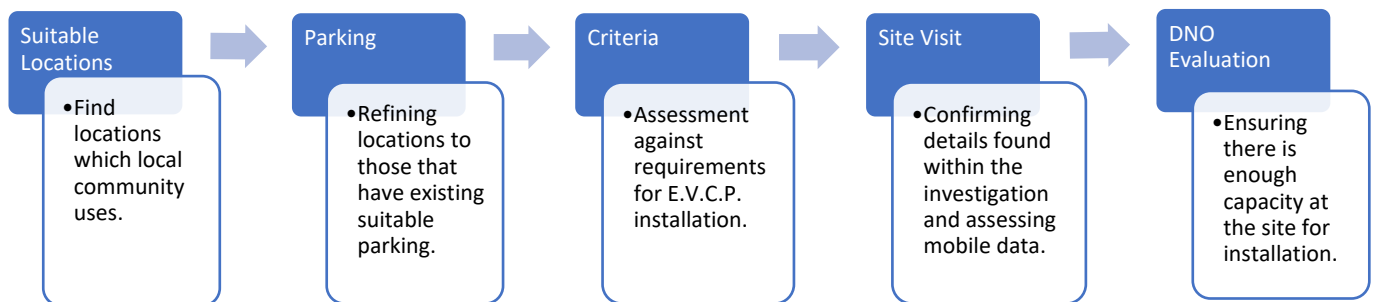 Suitable
Locations
•Find
locations
which local
community
uses.
Parking
•Refining
locations to
those that
have existing
suitable
parking.
Criteria
•Assessment
against
requirements
for E.V.C.P.
installation.
Site Visit
•Confirming
details found
within the
investigation
and assessing
mobile data.
DNO
Evaluation
•Ensuring
there is
enough
capacity at
the site for
installation.